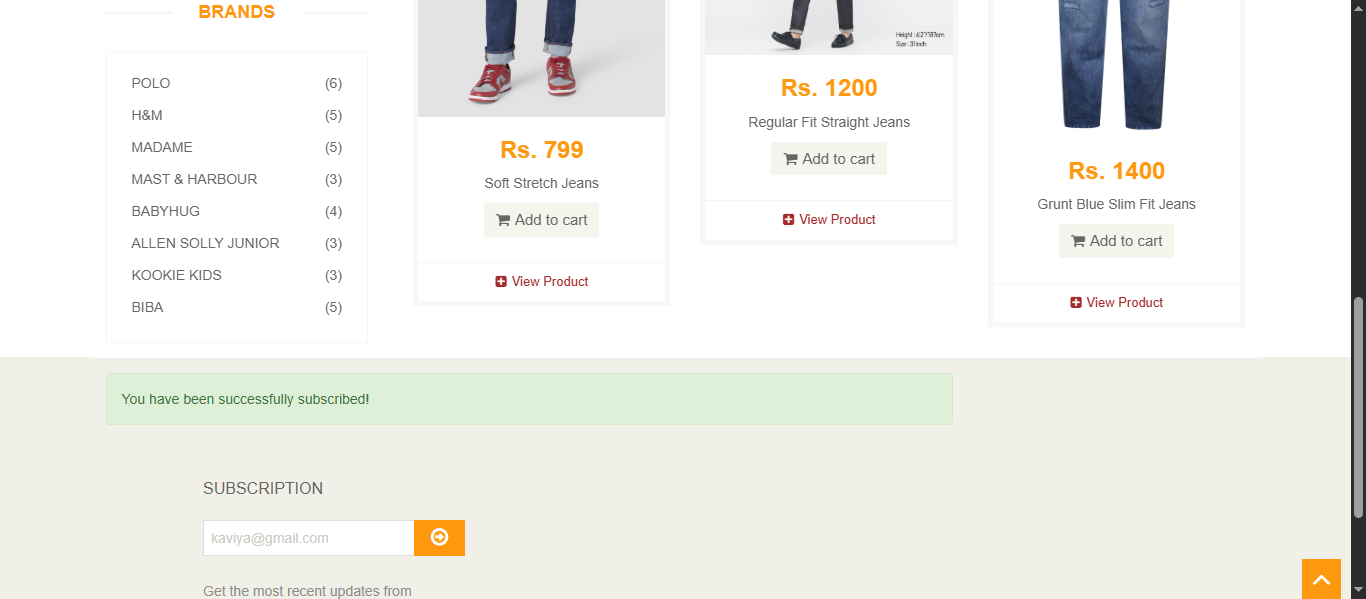 BRANDS
POLO (6)
H&M (5)
MADAME (5)
MAST & HARBOUR (3)
BABYHUG (4)
ALLEN SOLLY JUNIOR (3)
KOOKIE KIDS (3)
BIBA (5)
Rs. 799
Soft Stretch Jeans
Add to cart
View Product
Height : 6'2"/187cm
Size : 31inch
Rs. 1200
Regular Fit Straight Jeans
Add to cart
View Product
Rs. 1400
Grunt Blue Slim Fit Jeans
Add to cart
View Product
You have been successfully subscribed!
SUBSCRIPTION
kaviya@gmail.com
Get the most recent updates from